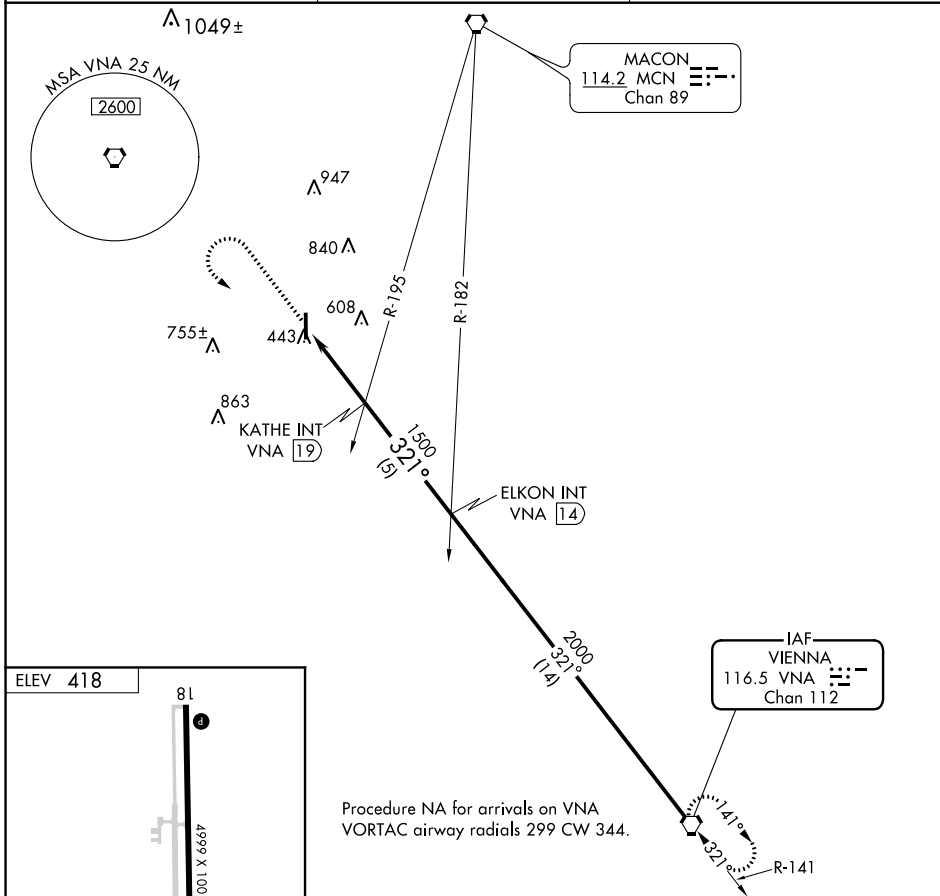 1049±
MSA VNA 25 NM
2600
MACON
114.2 MCN
Chan 89
947
840
608
443
755±
863
R-195
R-182
KATHE INT
VNA 19
1500
321°
(5)
ELKON INT
VNA 14
2000
321°
(14)
IAF
VIENNA
116.5 VNA
Chan 112
141°
321°
R-141
Procedure NA for arrivals on VNA
VORTAC airway radials 299 CW 344.
ELEV 418
18
P
4999 X 100